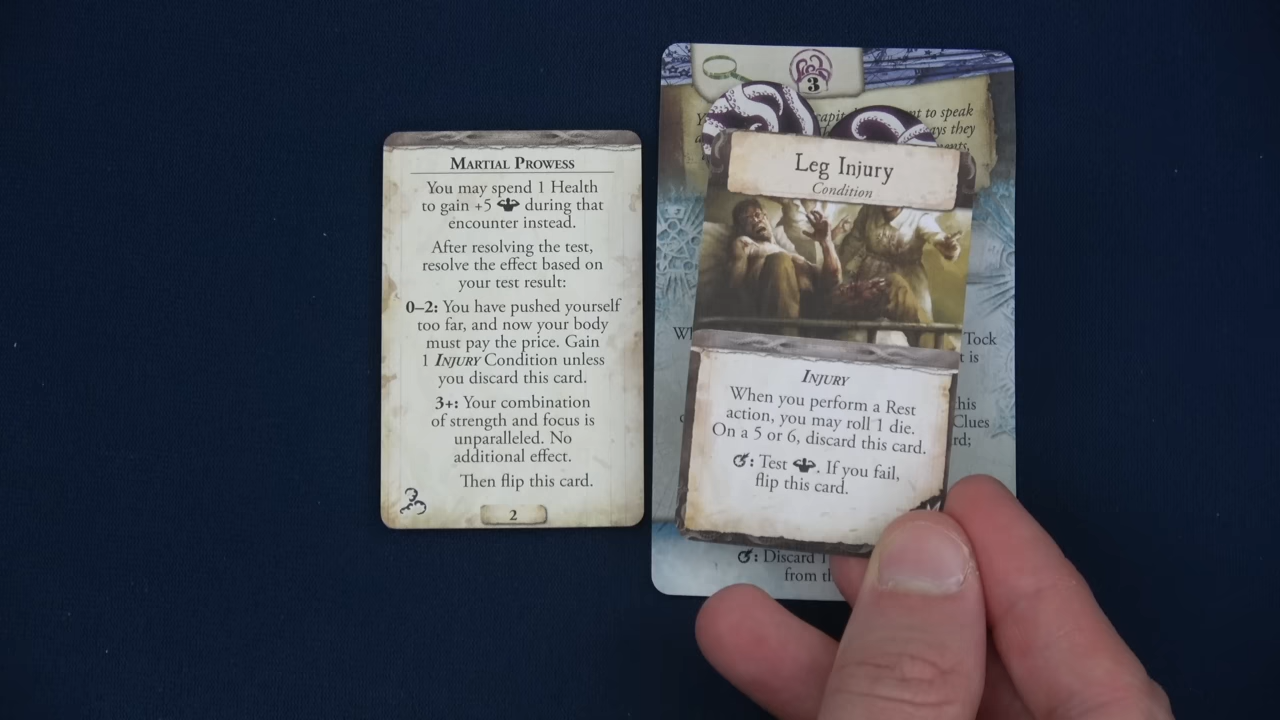 MARTIAL PROWESS
You may spend 1 Health
to gain +5 during that
encounter instead.
After resolving the test,
resolve the effect based on
your test result:
0–2: You have pushed yourself
too far, and now your body
must pay the price. Gain
1 INJURY Condition unless
you discard this card.
3+: Your combination
of strength and focus is
unparalleled. No
additional effect.
Then flip this card.
2
3
to speak
they
Leg Injury
Condition
INJURY
When you perform a Rest
action, you may roll 1 die.
On a 5 or 6, discard this card.
: Test . If you fail,
flip this card.
Tock
is
Clues
: Discard 1
from